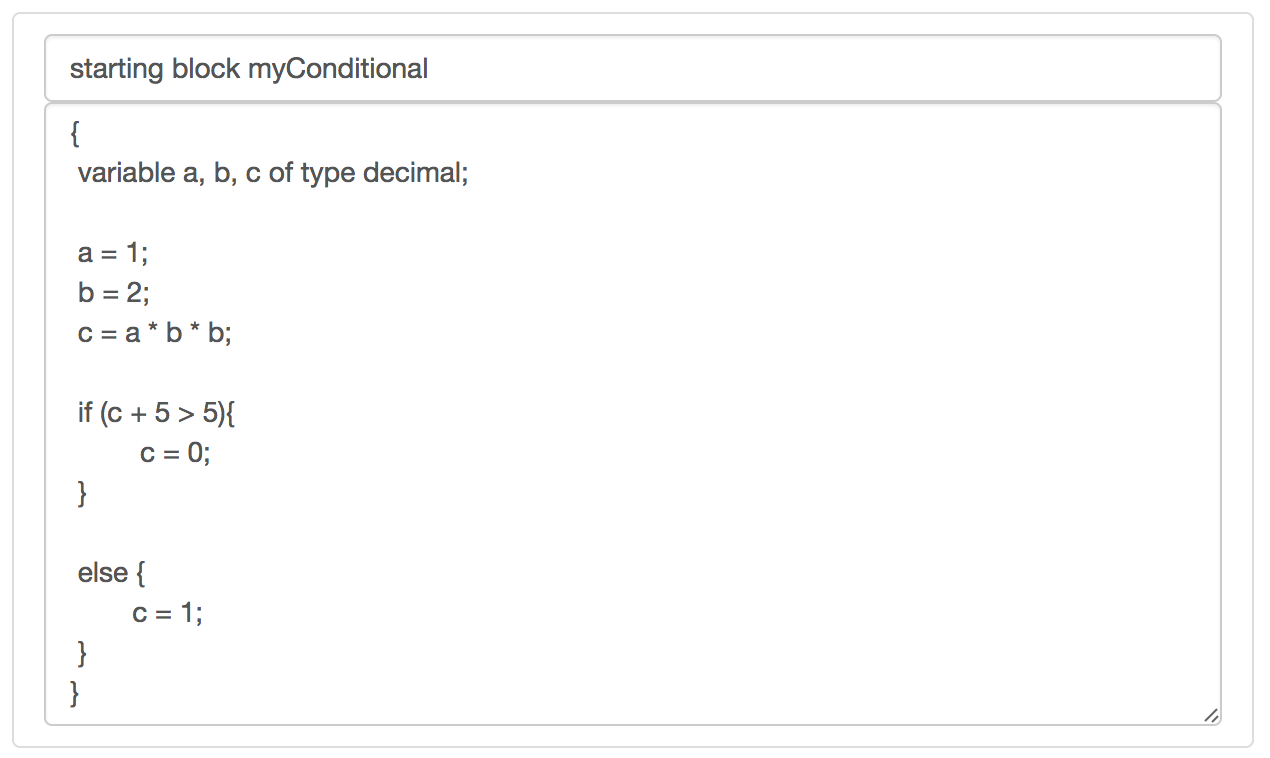 starting block myConditional
{
variable a, b, c of type decimal;
a = 1;
b = 2;
c = a * b * b;
if (c + 5 > 5){
c = 0;
}
else {
c = 1;
}
}